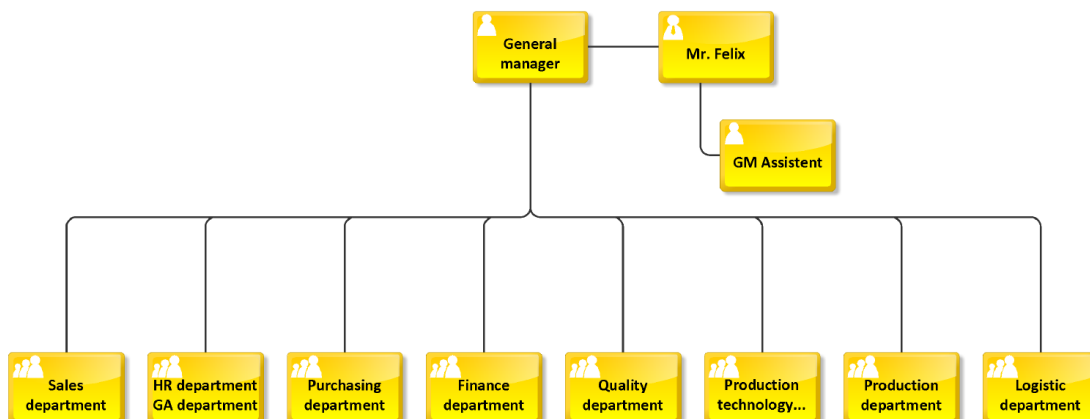 General
manager
Mr. Felix
GM Assistent
Sales
department
HR department
GA department
Purchasing
department
Finance
department
Quality
department
Production
technology...
Production
department
Logistic
department